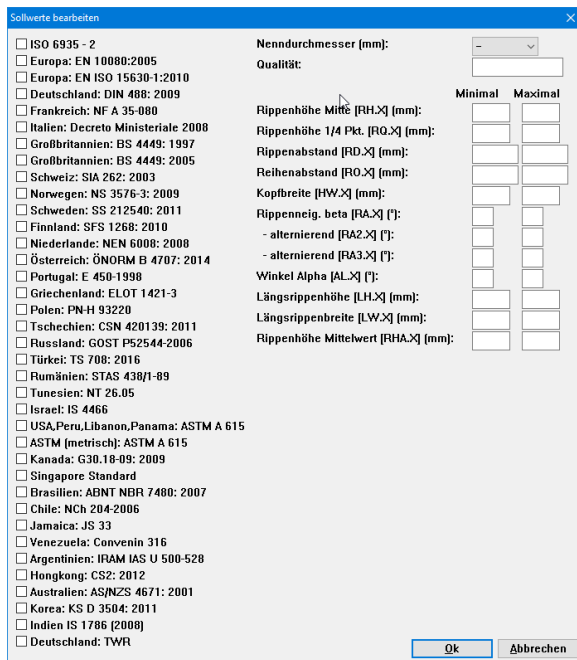 Sollwerte bearbeiten
ISO 6935 - 2
Europa: EN 10080:2005
Europa: EN ISO 15630-1:2010
Deutschland: DIN 488: 2009
Frankreich: NF A 35-080
Italien: Decreto Ministeriale 2008
Großbritannien: BS 4449: 1997
Großbritannien: BS 4449: 2005
Schweiz: SIA 262: 2003
Norwegen: NS 3576-3: 2009
Schweden: SS 212540: 2011
Finnland: SFS 1268: 2010
Niederlande: NEN 6008: 2008
Österreich: ÖNORM B 4707: 2014
Portugal: E 450-1998
Griechenland: ELOT 1421-3
Polen: PN-H 93220
Tschechien: CSN 420139: 2011
Russland: GOST P52544-2006
Türkei: TS 708: 2016
Rumänien: STAS 438/1-89
Tunesien: NT 26.05
Israel: IS 4466
USA,Peru,Libanon,Panama: ASTM A 615
ASTM (metrisch): ASTM A 615
Kanada: G30.18-09: 2009
Singapore Standard
Brasilien: ABNT NBR 7480: 2007
Chile: NCh 204-2006
Jamaica: JS 33
Venezuela: Convenin 316
Argentinien: IRAM IAS U 500-528
Hongkong: CS2: 2012
Australien: AS/NZS 4671: 2001
Korea: KS D 3504: 2011
Indien IS 1786 (2008)
Deutschland: TWR
Nenndurchmesser (mm): –
Qualität:
Minimal Maximal
Rippenhöhe Mitte [RH.X] (mm):
Rippenhöhe 1/4 Pkt. [RQ.X] (mm):
Rippenabstand [RD.X] (mm):
Reihenabstand [RO.X] (mm):
Kopfbreite [HW.X] (mm):
Rippenneig. beta [RA.X] (°):
- alternierend [RA2.X] (°):
- alternierend [RA3.X] (°):
Winkel Alpha [AL.X] (°):
Längsrippenhöhe [LH.X] (mm):
Längsrippenbreite [LW.X] (mm):
Rippenhöhe Mittelwert [RHA.X] (mm):
Ok Abbrechen